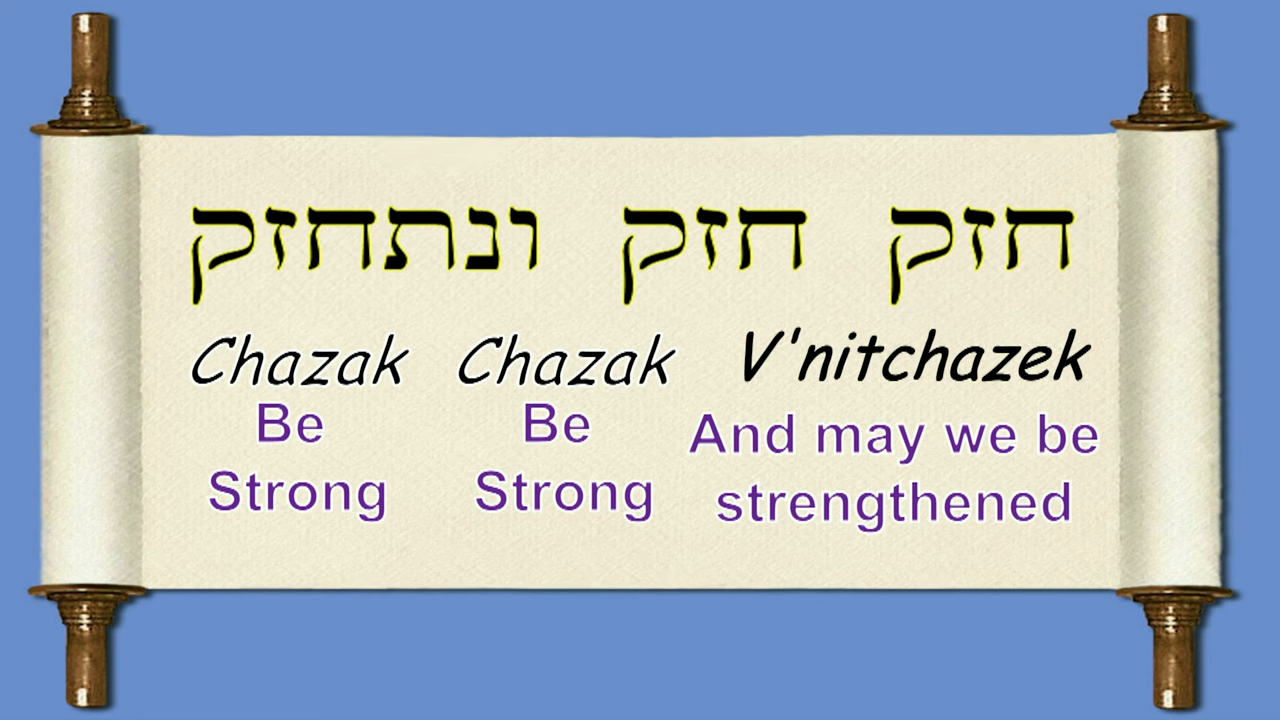 חזק חזק ונתחזק
Chazak Chazak V'nitchazek
Be Be And may we be
Strong Strong strengthened